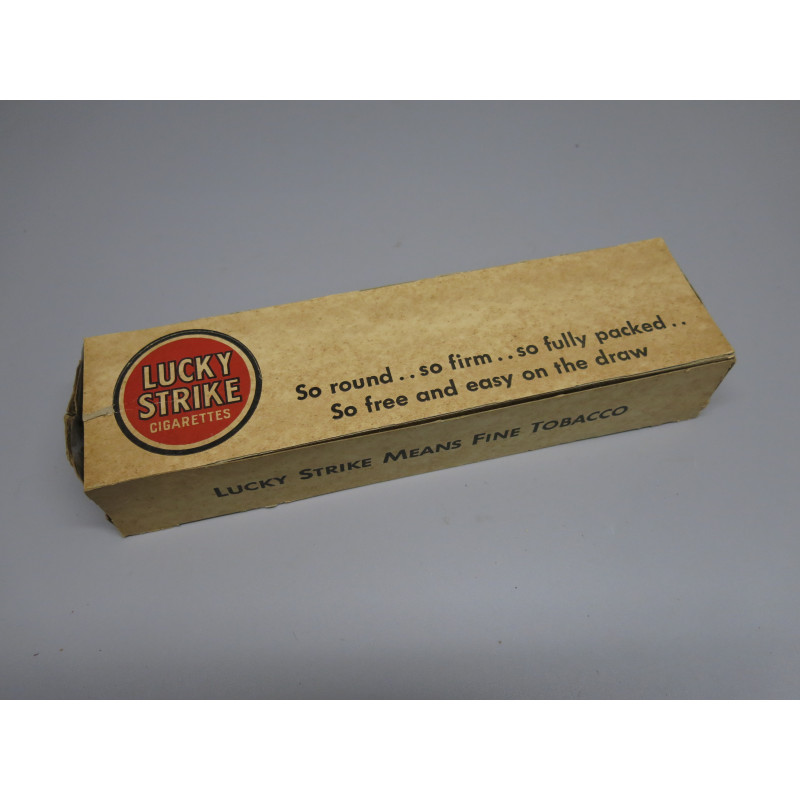 LUCKY
STRIKE
CIGARETTES
So round..so firm..so fully packed..
So free and easy on the draw
LUCKY STRIKE MEANS FINE TOBACCO